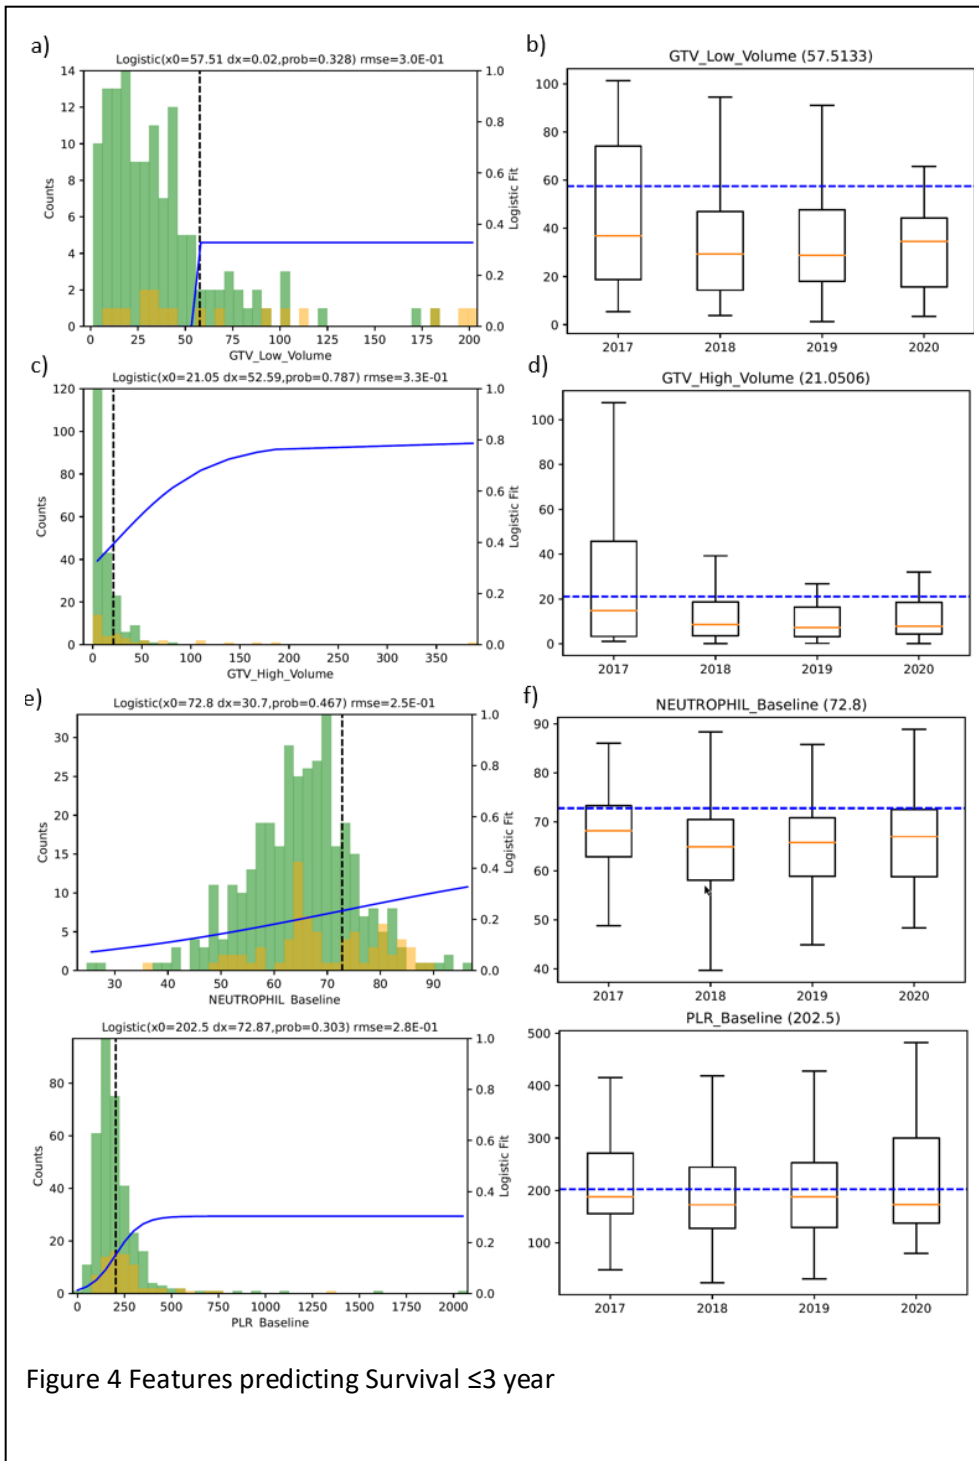 a)
Logistic(x0=57.51 dx=0.02,prob=0.328) rmse=3.0E-01
14
12
10
8
6
4
2
0
Counts
1.0
0.8
0.6
0.4
0.2
0.0
Logistic Fit
0 25 50 75 100 125 150 175 200
GTV_Low_Volume
b)
GTV_Low_Volume (57.5133)
100
80
60
40
20
0
2017 2018 2019 2020
c)
Logistic(x0=21.05 dx=52.59,prob=0.787) rmse=3.3E-01
120
100
80
60
40
20
0
Counts
1.0
0.8
0.6
0.4
0.2
0.0
Logistic Fit
0 50 100 150 200 250 300 350
GTV_High_Volume
d)
GTV_High_Volume (21.0506)
100
80
60
40
20
0
2017 2018 2019 2020
e)
Logistic(x0=72.8 dx=30.7,prob=0.467) rmse=2.5E-01
30
25
20
15
10
5
0
Counts
1.0
0.8
0.6
0.4
0.2
0.0
Logistic Fit
30 40 50 60 70 80 90
NEUTROPHIL Baseline
f)
NEUTROPHIL_Baseline (72.8)
90
80
70
60
50
40
2017 2018 2019 2020
Logistic(x0=202.5 dx=72.87,prob=0.303) rmse=2.8E-01
80
60
40
20
0
Counts
1.0
0.8
0.6
0.4
0.2
0.0
Logistic Fit
0 250 500 750 1000 1250 1500 1750 2000
PLR Baseline
PLR_Baseline (202.5)
500
400
300
200
100
2017 2018 2019 2020
Figure 4 Features predicting Survival ≤3 year